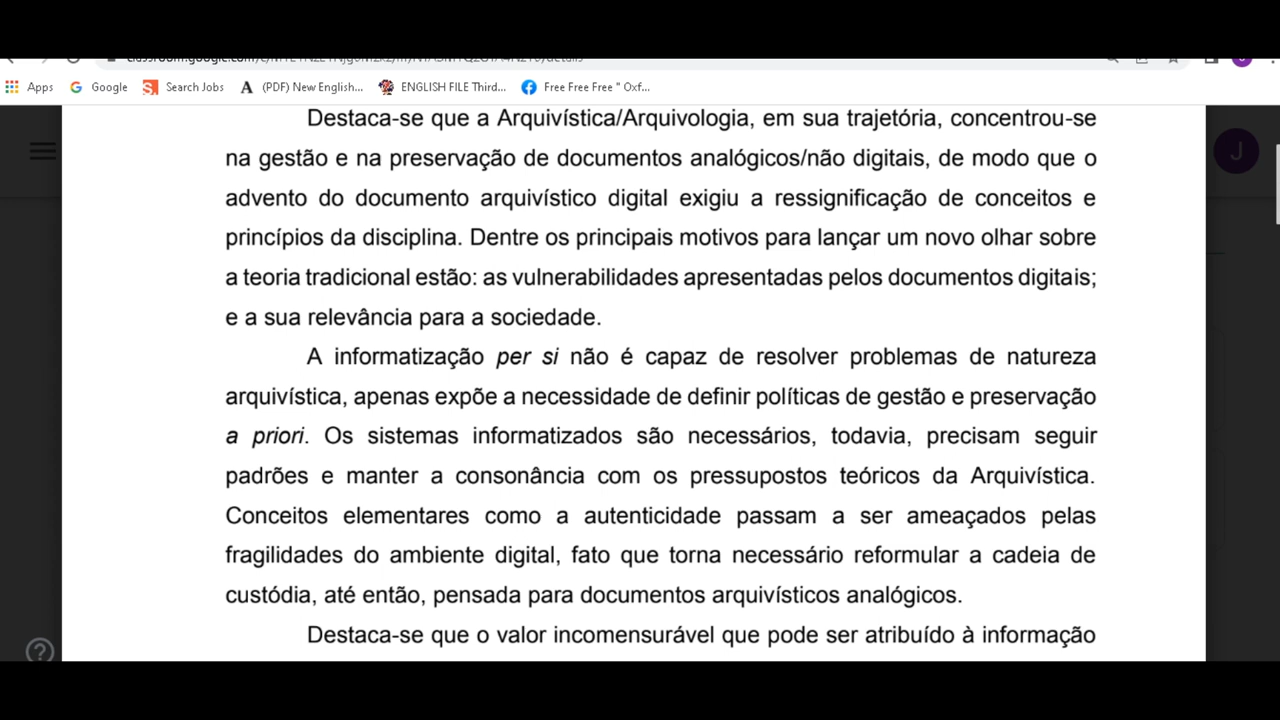 Apps Google Search Jobs (PDF) New English... ENGLISH FILE Third... Free Free Free " Oxf...
Destaca-se que a Arquivística/Arquivologia, em sua trajetória, concentrou-se
J
na gestão e na preservação de documentos analógicos/não digitais, de modo que o
advento do documento arquivístico digital exigiu a ressignificação de conceitos e
princípios da disciplina. Dentre os principais motivos para lançar um novo olhar sobre
a teoria tradicional estão: as vulnerabilidades apresentadas pelos documentos digitais;
e a sua relevância para a sociedade.
A informatização per si não é capaz de resolver problemas de natureza
arquivística, apenas expõe a necessidade de definir políticas de gestão e preservação
a priori. Os sistemas informatizados são necessários, todavia, precisam seguir
padrões e manter a consonância com os pressupostos teóricos da Arquivística.
Conceitos elementares como a autenticidade passam a ser ameaçados pelas
fragilidades do ambiente digital, fato que torna necessário reformular a cadeia de
custódia, até então, pensada para documentos arquivísticos analógicos.
Destaca-se que o valor incomensurável que pode ser atribuído à informação